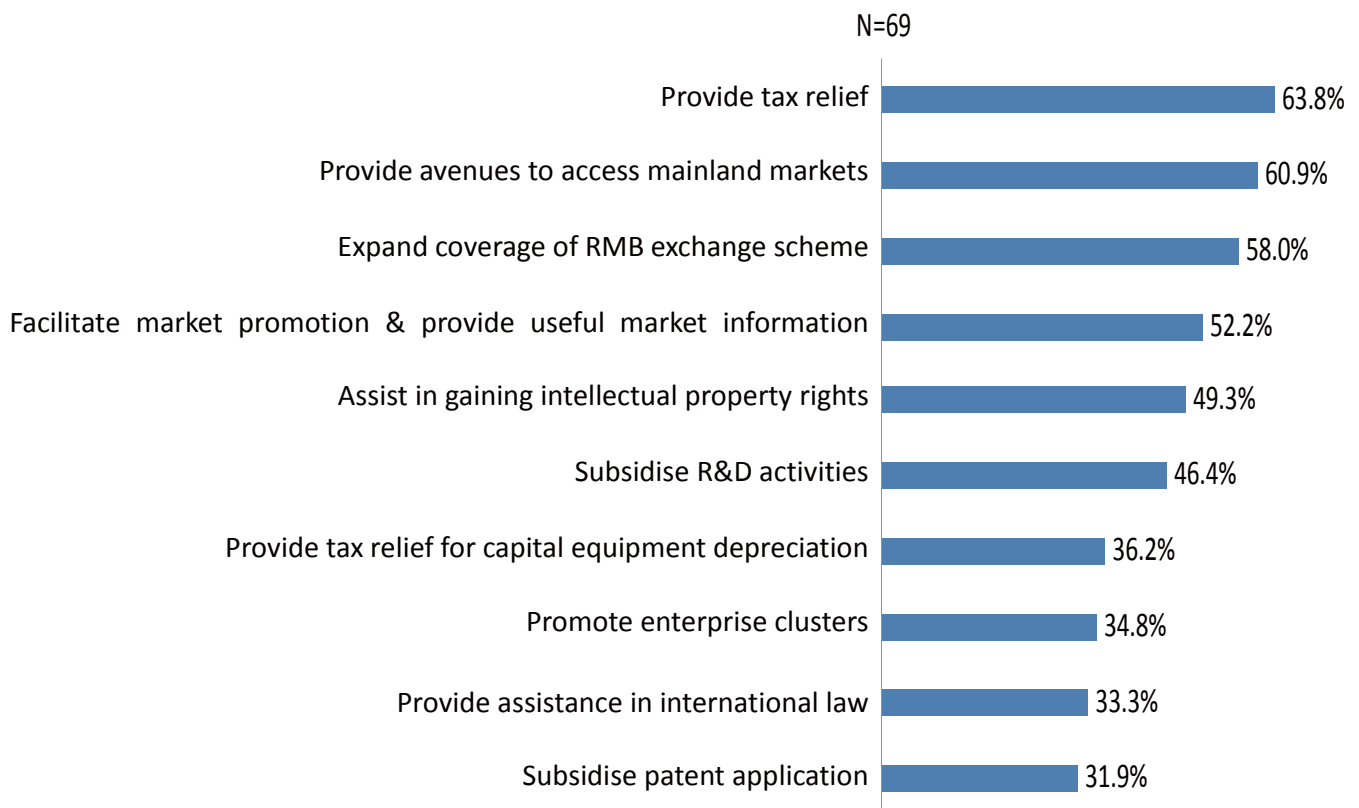 N=69
Provide tax relief 63.8%
Provide avenues to access mainland markets 60.9%
Expand coverage of RMB exchange scheme 58.0%
Facilitate market promotion & provide useful market information 52.2%
Assist in gaining intellectual property rights 49.3%
Subsidise R&D activities 46.4%
Provide tax relief for capital equipment depreciation 36.2%
Promote enterprise clusters 34.8%
Provide assistance in international law 33.3%
Subsidise patent application 31.9%